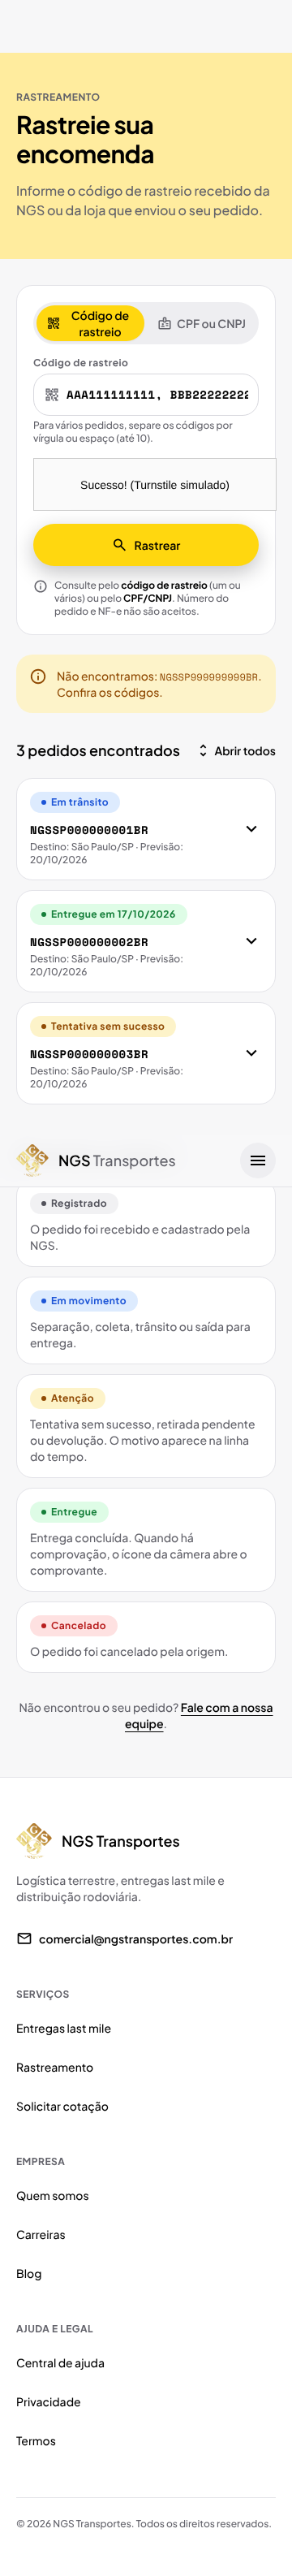 RASTREAMENTO
Rastreie sua
encomenda
Informe o código de rastreio recebido da
NGS ou da loja que enviou o seu pedido.
Código de
rastreio
CPF ou CNPJ
Código de rastreio
AAA111111111, BBB22222222
Para vários pedidos, separe os códigos por
vírgula ou espaço (até 10).
Sucesso! (Turnstile simulado)
Rastrear
Consulte pelo código de rastreio (um ou
vários) ou pelo CPF/CNPJ. Número do
pedido e NF-e não são aceitos.
Não encontramos: NGSSP999999999BR.
Confira os códigos.
3 pedidos encontrados
Abrir todos
Em trânsito
NGSSP000000001BR
Destino: São Paulo/SP · Previsão:
20/10/2026
Entregue em 17/10/2026
NGSSP000000002BR
Destino: São Paulo/SP · Previsão:
20/10/2026
Tentativa sem sucesso
NGSSP000000003BR
Destino: São Paulo/SP · Previsão:
20/10/2026
NGS Transportes
Registrado
O pedido foi recebido e cadastrado pela
NGS.
Em movimento
Separação, coleta, trânsito ou saída para
entrega.
Atenção
Tentativa sem sucesso, retirada pendente
ou devolução. O motivo aparece na linha
do tempo.
Entregue
Entrega concluída. Quando há
comprovação, o ícone da câmera abre o
comprovante.
Cancelado
O pedido foi cancelado pela origem.
Não encontrou o seu pedido? Fale com a nossa
equipe.
NGS Transportes
Logística terrestre, entregas last mile e
distribuição rodoviária.
comercial@ngstransportes.com.br
SERVIÇOS
Entregas last mile
Rastreamento
Solicitar cotação
EMPRESA
Quem somos
Carreiras
Blog
AJUDA E LEGAL
Central de ajuda
Privacidade
Termos
© 2026 NGS Transportes. Todos os direitos reservados.